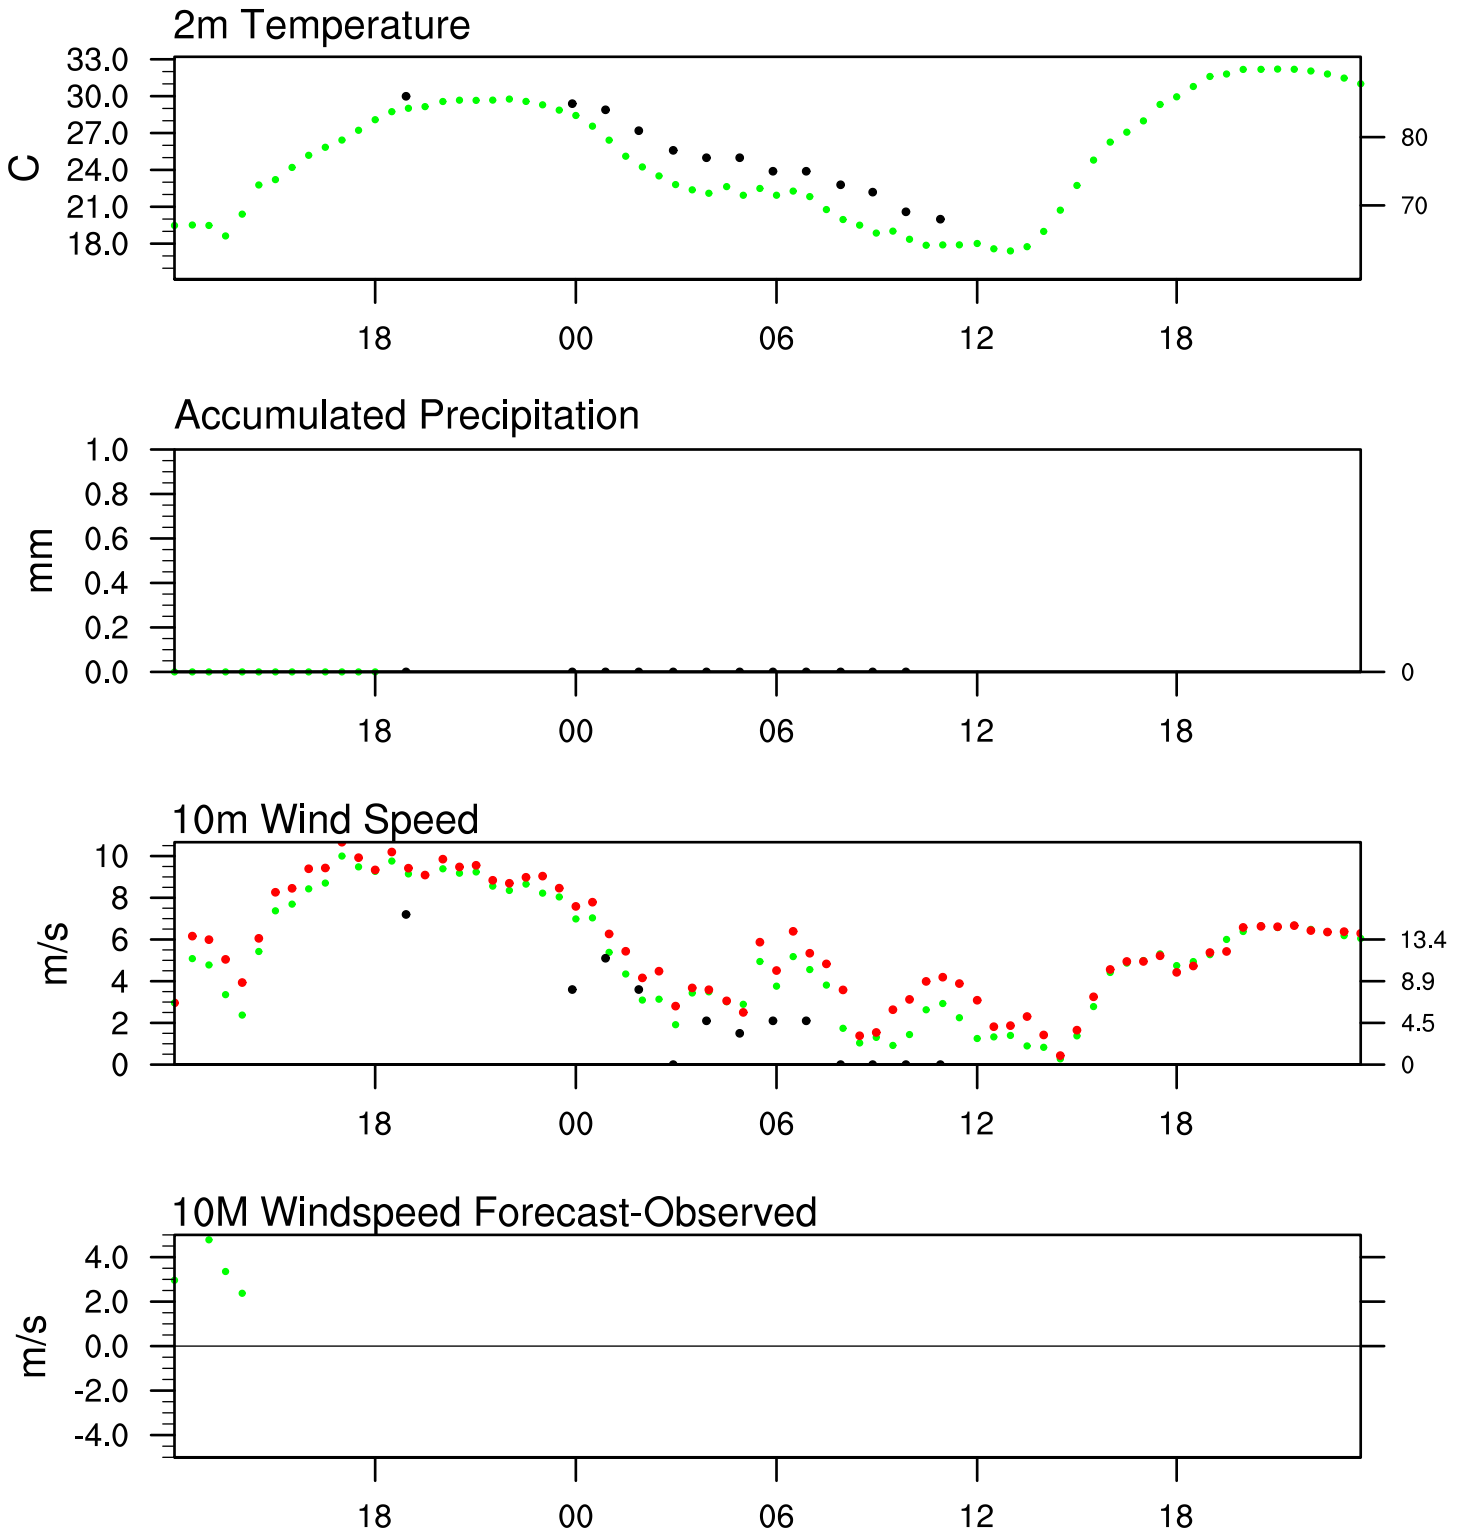 2m Temperature
33.0
30.0
27.0
24.0
21.0
18.0
C
80
70
18 00 06 12 18
Accumulated Precipitation
1.0
0.8
0.6
0.4
0.2
0.0
mm
0
18 00 06 12 18
10m Wind Speed
10
8
6
4
2
0
m/s
13.4
8.9
4.5
0
18 00 06 12 18
10M Windspeed Forecast-Observed
4.0
2.0
0.0
-2.0
-4.0
m/s
18 00 06 12 18